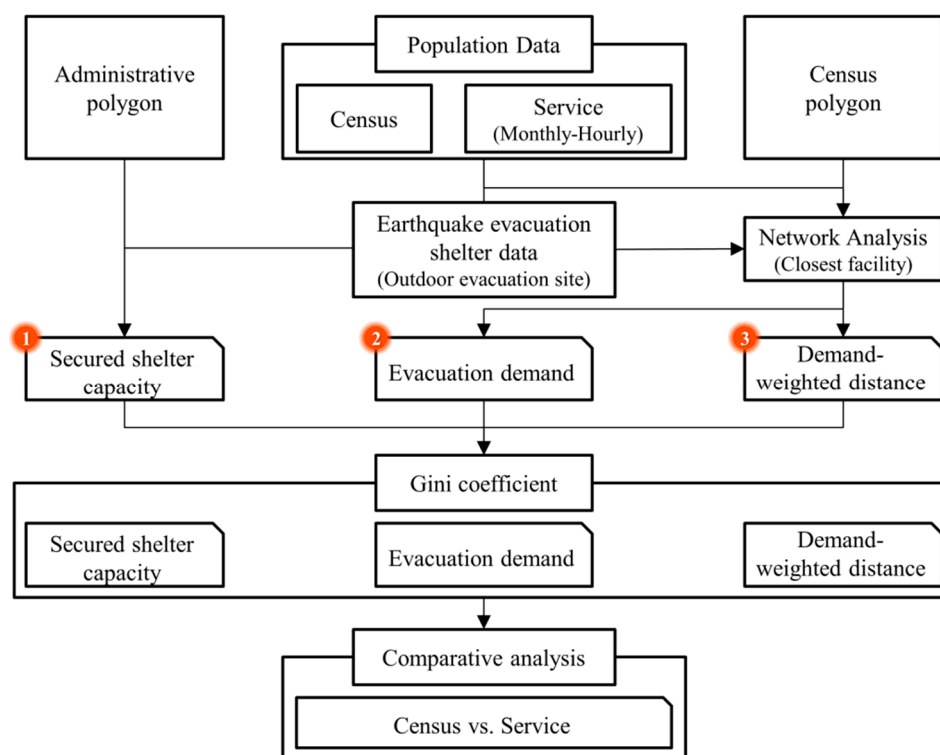 Administrative
polygon
Population Data
Census
Service
(Monthly-Hourly)
Census
polygon
Earthquake evacuation
shelter data
(Outdoor evacuation site)
Network Analysis
(Closest facility)
1
Secured shelter
capacity
2
Evacuation demand
3
Demand-
weighted distance
Gini coefficient
Secured shelter
capacity
Evacuation demand
Demand-
weighted distance
Comparative analysis
Census vs. Service